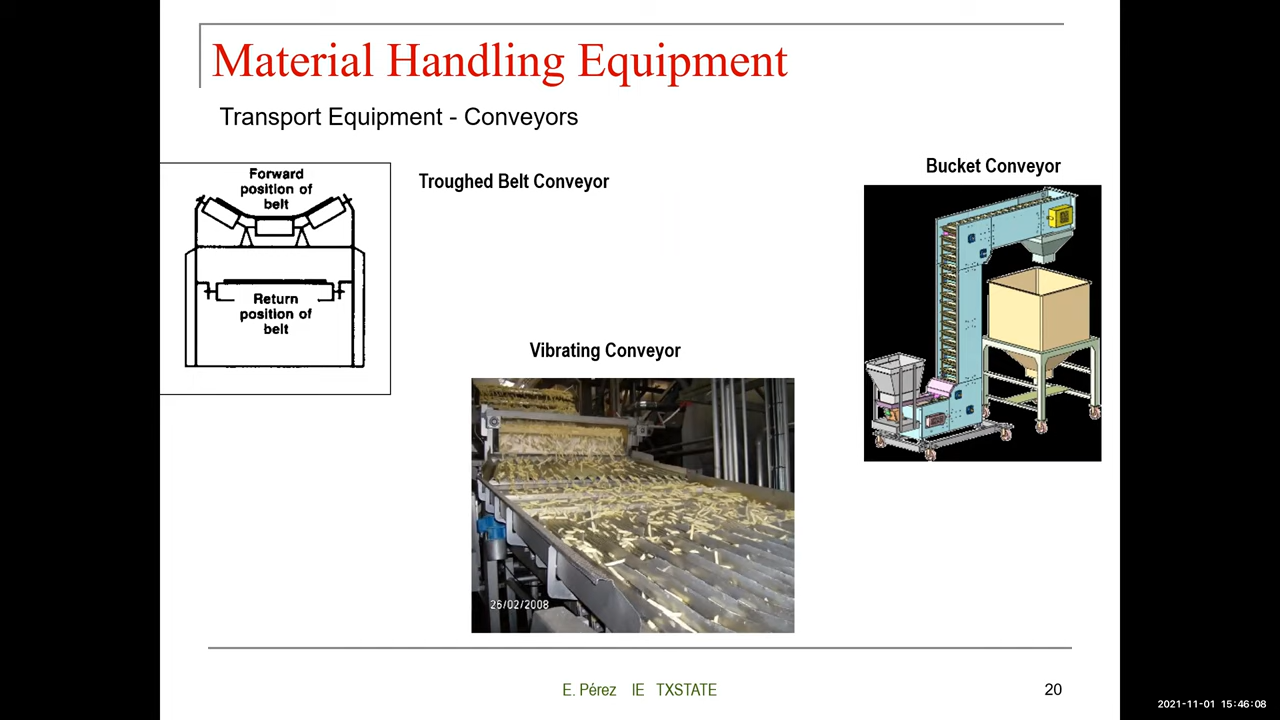 Material Handling Equipment
Transport Equipment - Conveyors
Forward
position of
belt
Return
position of
belt
Troughed Belt Conveyor
Bucket Conveyor
Vibrating Conveyor
26/02/2008
E. Pérez IE TXSTATE
20
2021-11-01 15:46:08